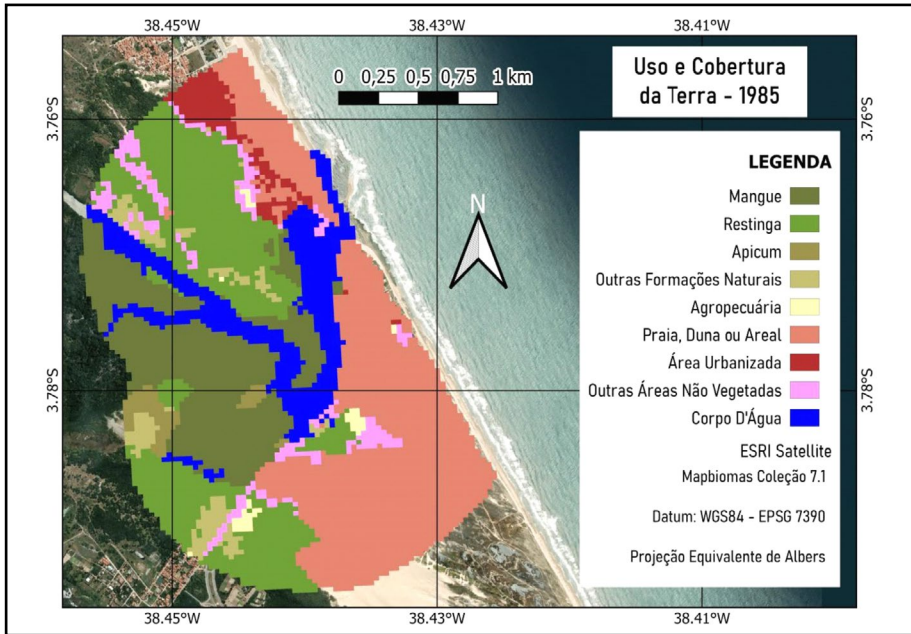 38.45°W 38.43°W 38.41°W
0 0,25 0,5 0,75 1 km
Uso e Cobertura
da Terra - 1985
3.76°S 3.76°S
N
LEGENDA
Mangue
Restinga
Apicum
Outras Formações Naturais
Agropecuária
Praia, Duna ou Areal
Área Urbanizada
Outras Áreas Não Vegetadas
Corpo D'Água
3.78°S 3.78°S
ESRI Satellite
Mapbiomas Coleção 7.1
Datum: WGS84 - EPSG 7390
Projeção Equivalente de Albers
38.45°W 38.43°W 38.41°W